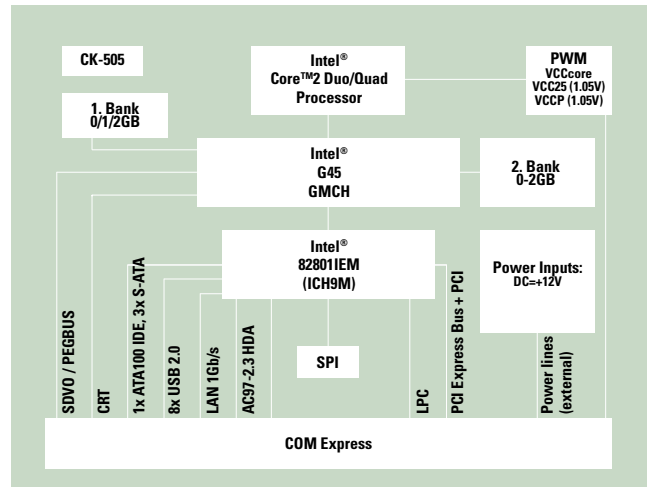 CK-505
Intel®
Core™2 Duo/Quad
Processor
PWM
VCCcore
VCC25 (1.05V)
VCCP (1.05V)
1. Bank
0/1/2GB
Intel®
G45
GMCH
2. Bank
0-2GB
Intel®
82801IEM
(ICH9M)
Power Inputs:
DC=+12V
SPI
SDVO / PEGBUS
CRT
1x ATA100 IDE, 3x S-ATA
8x USB 2.0
LAN 1Gb/s
AC97-2.3 HDA
LPC
PCI Express Bus + PCI
Power lines
(external)
COM Express